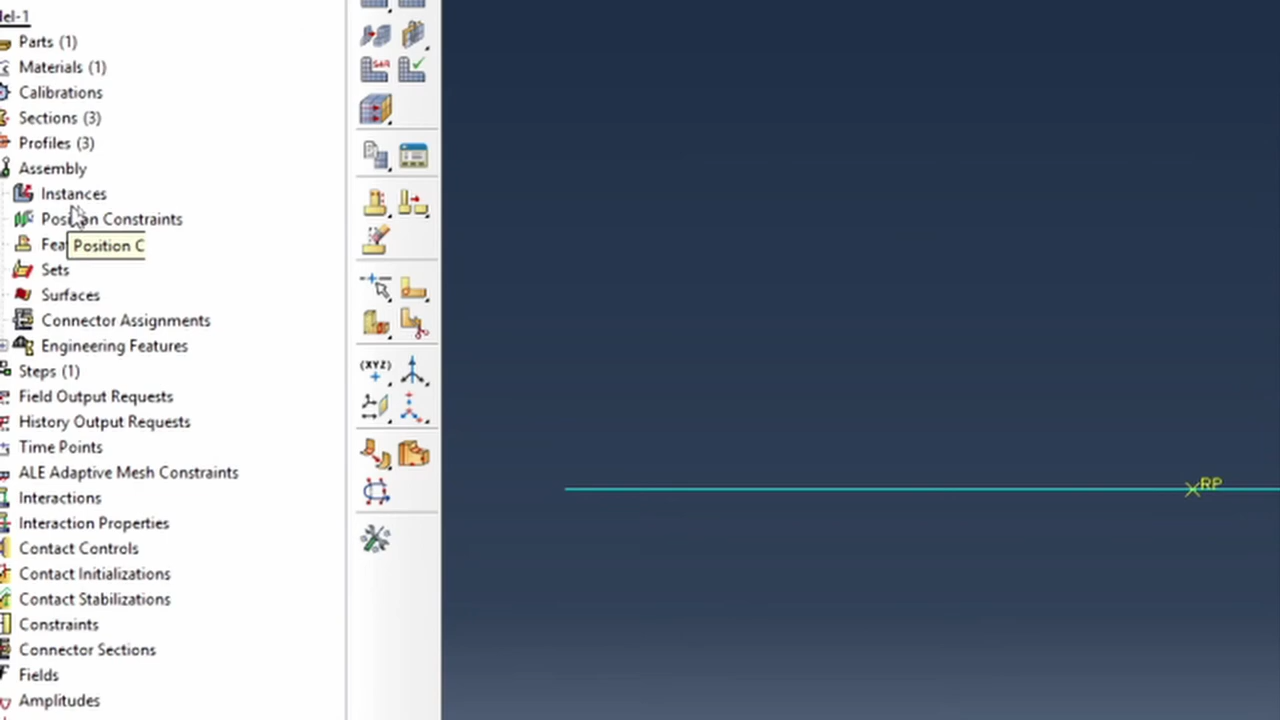 el-1
Parts (1)
Materials (1)
Calibrations
Sections (3)
Profiles (3)
Assembly
Instances
Position Constraints
Fea
Position C
Sets
Surfaces
Connector Assignments
Engineering Features
Steps (1)
Field Output Requests
History Output Requests
Time Points
ALE Adaptive Mesh Constraints
Interactions
Interaction Properties
Contact Controls
Contact Initializations
Contact Stabilizations
Constraints
Connector Sections
Fields
Amplitudes
(XYZ)
RP